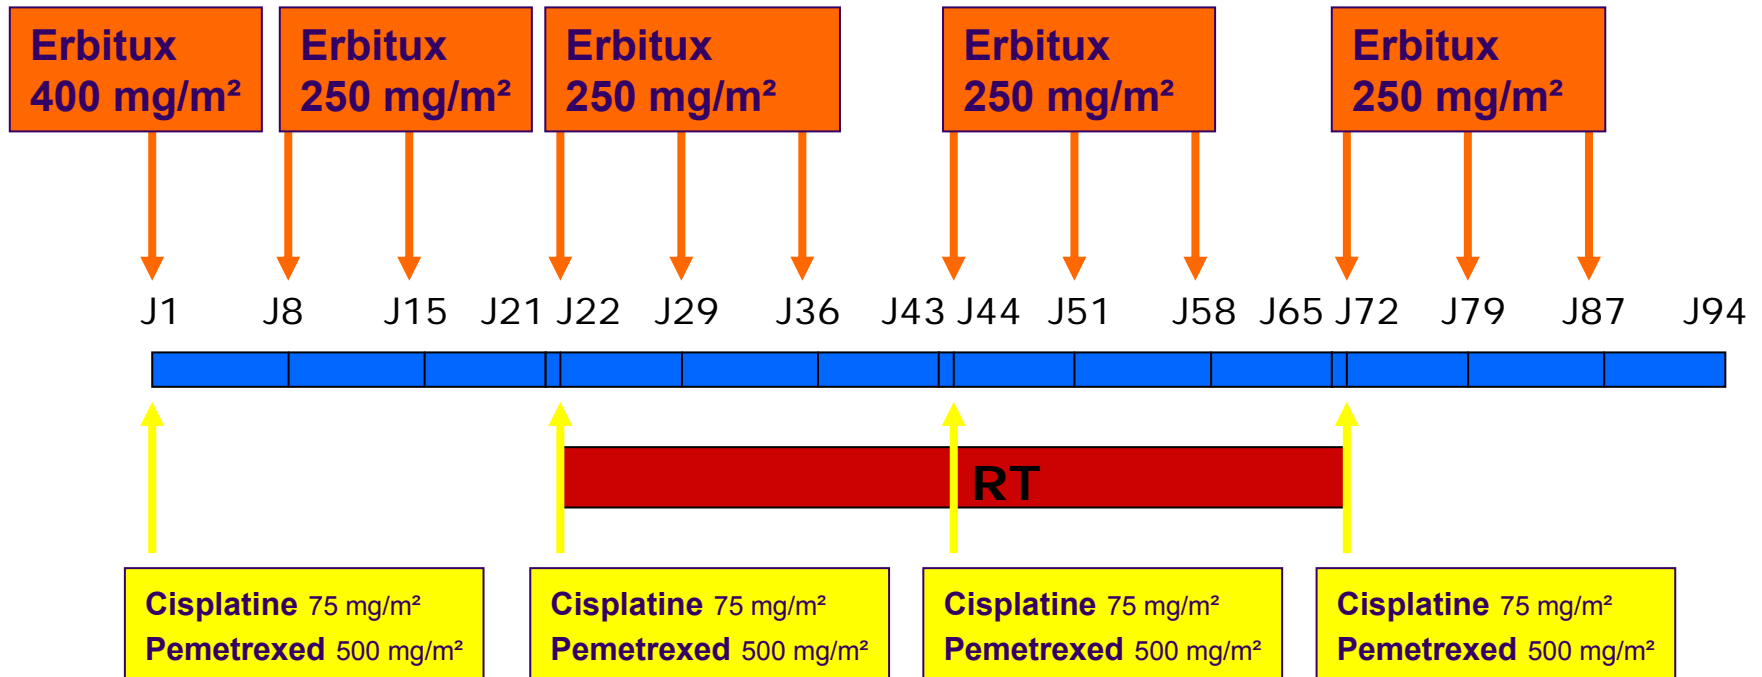 Erbitux
400 mg/m²
Erbitux
250 mg/m²
Erbitux
250 mg/m²
Erbitux
250 mg/m²
Erbitux
250 mg/m²
J1 J8 J15 J21 J22 J29 J36 J43 J44 J51 J58 J65 J72 J79 J87 J94
RT
Cisplatine 75 mg/m²
Pemetrexed 500 mg/m²
Cisplatine 75 mg/m²
Pemetrexed 500 mg/m²
Cisplatine 75 mg/m²
Pemetrexed 500 mg/m²
Cisplatine 75 mg/m²
Pemetrexed 500 mg/m²